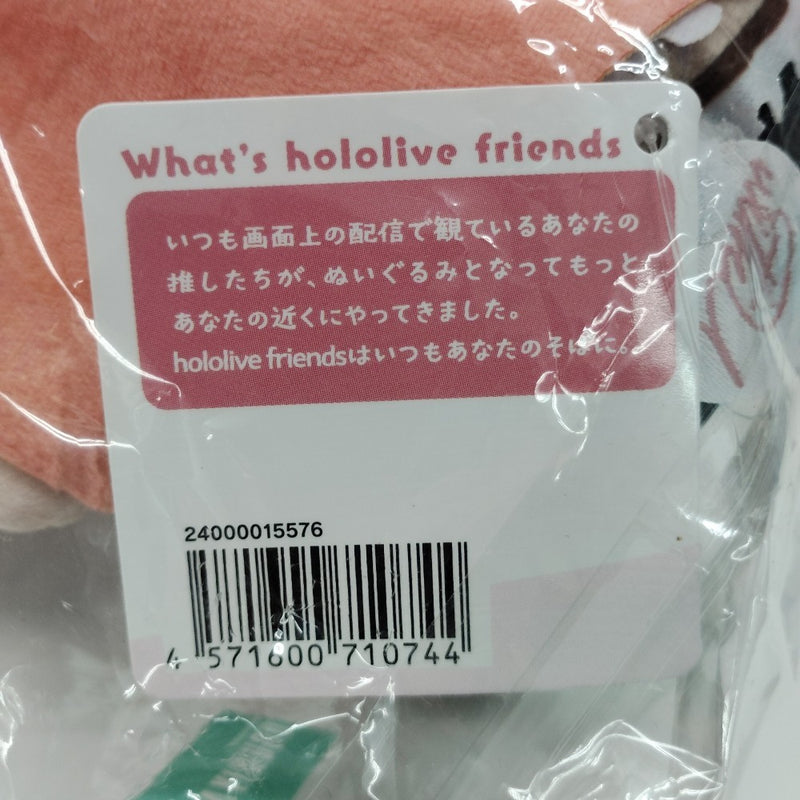 What's hololive friends
いつも画面上の配信で観ているあなたの
推したちが、ぬいぐるみとなってもっと
あなたの近くにやってきました。
hololive friendsはいつもあなたのそばに。
24000015576
4 571600 710744